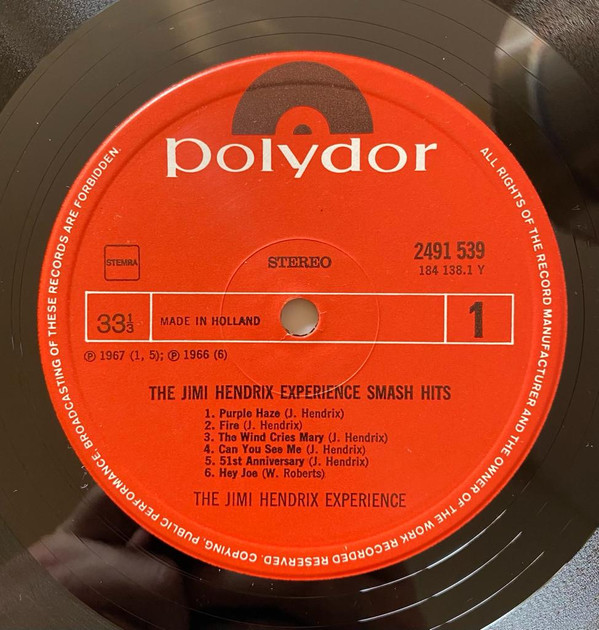 polydor
BROADCASTING OF THESE RECORDS ARE FORBIDDEN.
ALL RIGHTS OF THE RECORD MANUFACTURER AND THE OWNER OF THE WORK RECORDED RESERVED. COPYING, PUBLIC PERFORMANCE,
STEMRA
STEREO
2491 539
184 138.1 Y
33 1/3
MADE IN HOLLAND
1
℗ 1967 (1, 5); ℗ 1966 (6)
THE JIMI HENDRIX EXPERIENCE SMASH HITS
1. Purple Haze (J. Hendrix)
2. Fire (J. Hendrix)
3. The Wind Cries Mary (J. Hendrix)
4. Can You See Me (J. Hendrix)
5. 51st Anniversary (J. Hendrix)
6. Hey Joe (W. Roberts)
THE JIMI HENDRIX EXPERIENCE